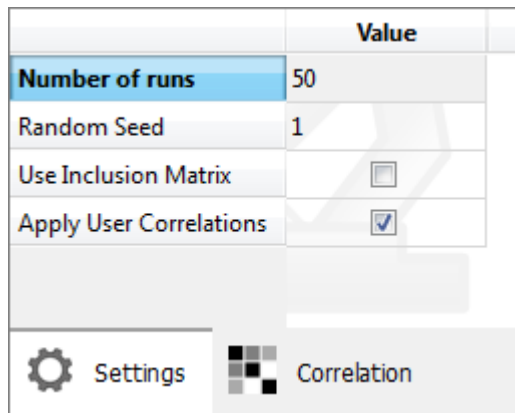 Value
Number of runs 50
Random Seed 1
Use Inclusion Matrix
Apply User Correlations
Settings Correlation